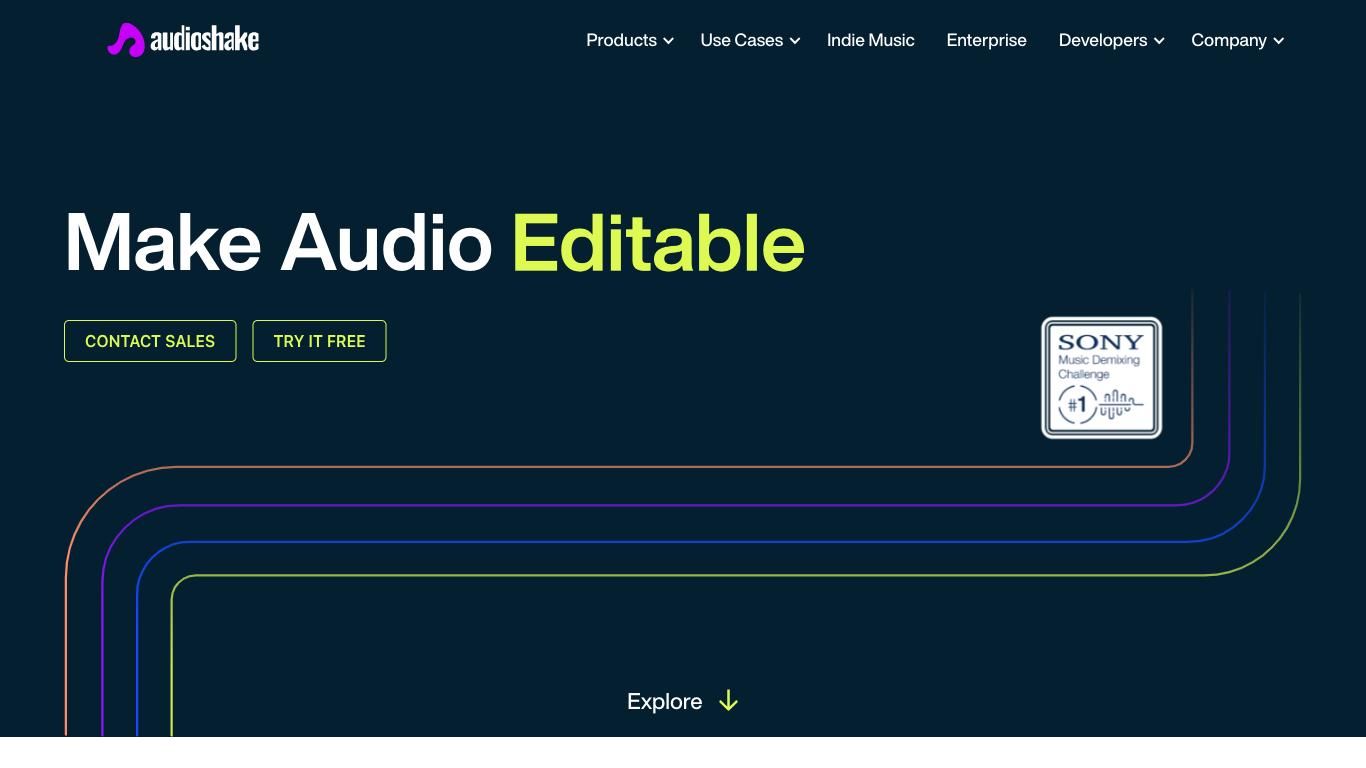 audioshake
Products
Use Cases
Indie Music
Enterprise
Developers
Company
Make Audio Editable
CONTACT SALES
TRY IT FREE
SONY
Music Demixing
Challenge
#1
Explore